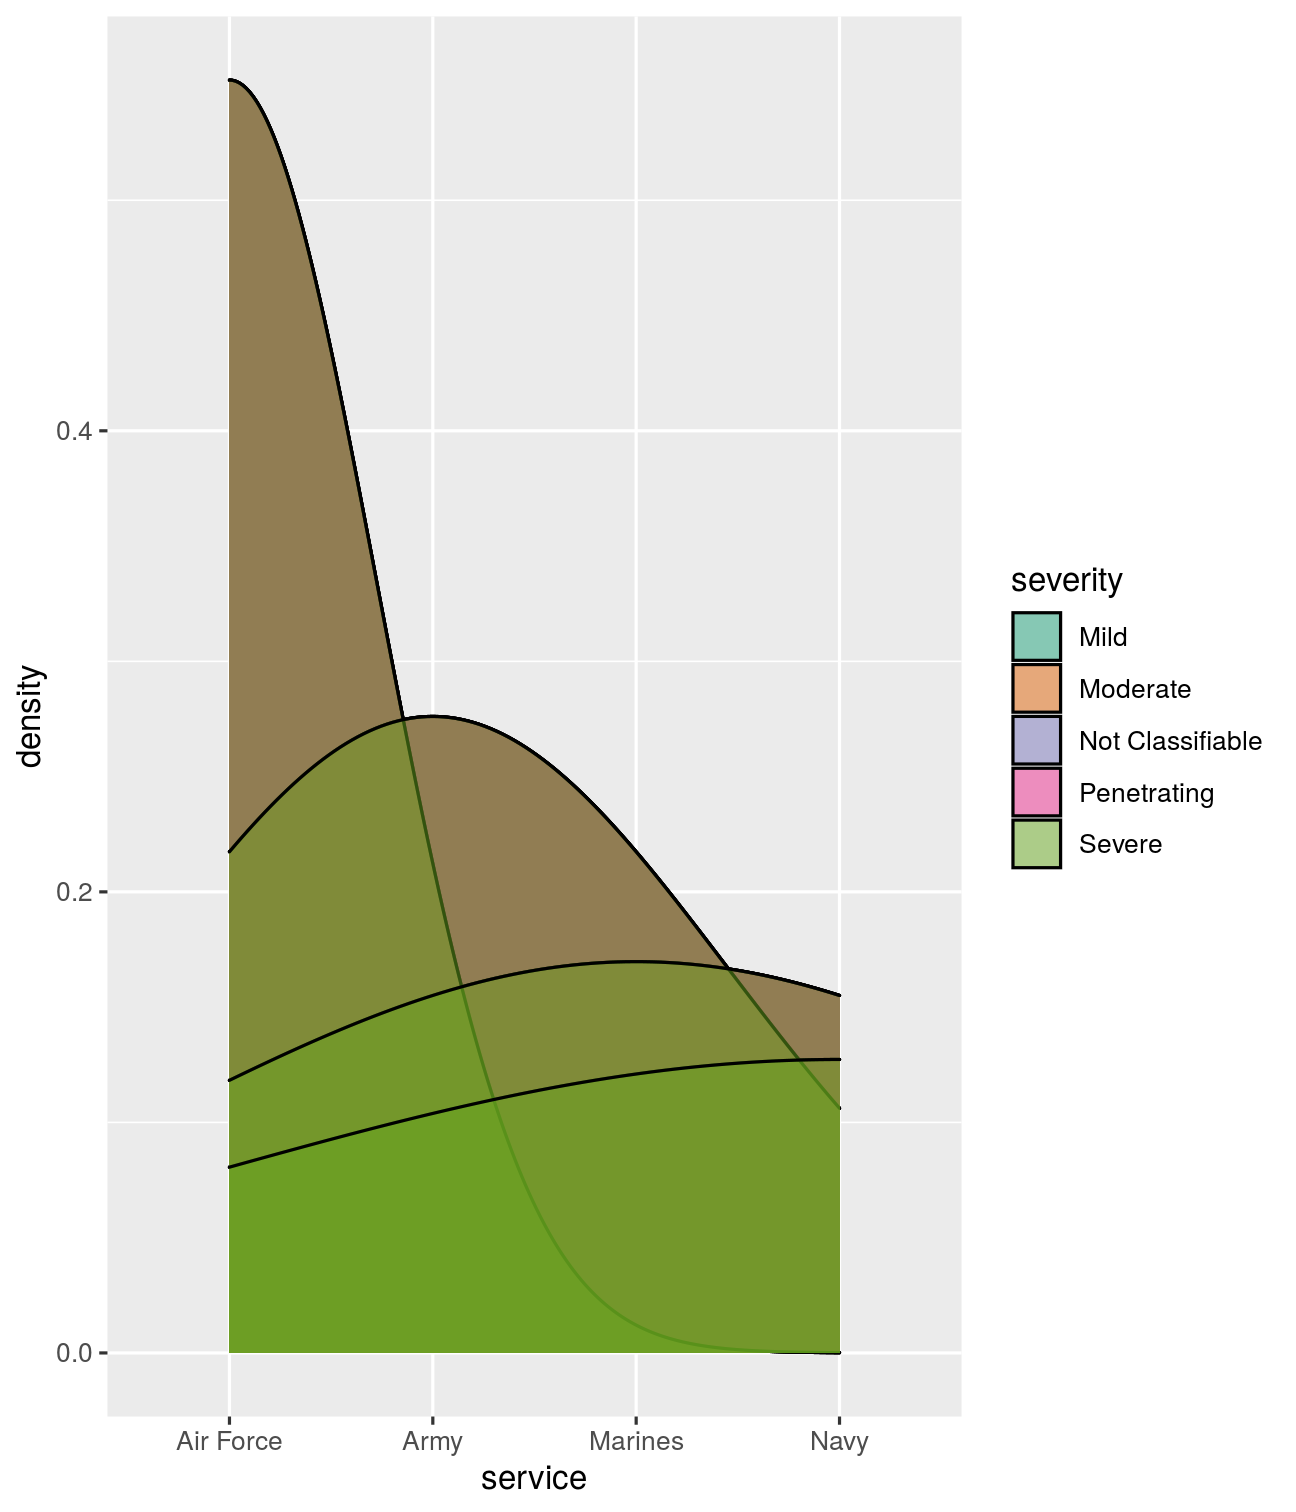 0.4
0.2
0.0
density
Air Force
Army
Marines
Navy
service
severity
Mild
Moderate
Not Classifiable
Penetrating
Severe